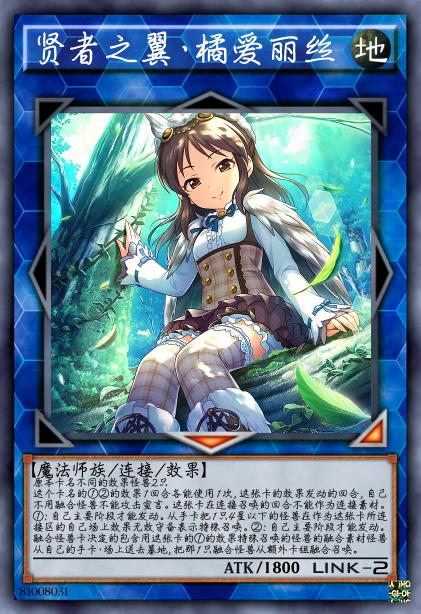 贤者之翼·橘爱丽丝 地
【魔法师族/连接/效果】
原本卡名不同的效果怪兽2只
这个卡名的①②的效果1回合各能使用1次，这张卡的效果发动的回合，自己
不用融合怪兽不能攻击宣言。这张卡在连接召唤的回合不能作为连接素材。
①：自己主要阶段才能发动。从手卡把1只4星以下的怪兽在作为这张卡所连
接区的自己场上效果无效守备表示特殊召唤。②：自己主要阶段才能发动。
融合怪兽卡决定的包含用这张卡的①的效果特殊召唤的怪兽的融合素材怪兽
从自己的手卡·场上送去墓地，把那1只融合怪兽从额外卡组融合召唤。
ATK/1800 LINK-2
81008031